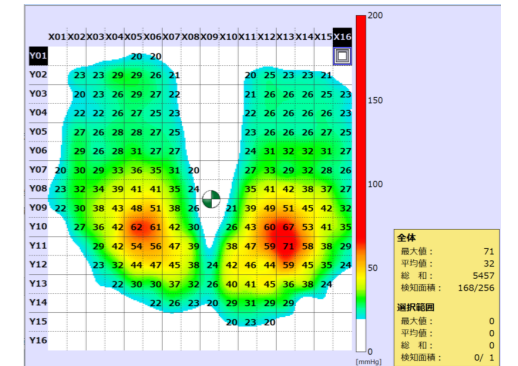 200
X01 X02 X03 X04 X05 X06 X07 X08 X09 X10 X11 X12 X13 X14 X15 X16
Y01 20 20
Y02 23 23 29 29 26 21 20 25 23 23 21
Y03 20 23 26 29 27 22 21 26 26 25 23
150
Y04 22 22 26 27 25 23 22 26 26 23 26
Y05 27 26 28 28 27 25 23 26 26 27 25
Y06 29 26 28 31 27 27 24 31 32 32 31 27
Y07 20 30 29 33 36 35 31 20 27 33 29 32 28 26
100
Y08 23 32 34 39 41 41 35 24 35 41 42 38 37 27
Y09 22 30 38 43 48 51 38 26 21 39 49 51 45 42 32
Y10 27 36 42 62 61 42 30 26 43 60 67 53 41 35
Y11 29 42 54 56 47 39 38 47 59 71 58 38 29
50
Y12 23 32 44 47 45 38 24 42 46 44 59 45 35 24
Y13 22 30 30 37 32 26 40 41 45 36 38 24
Y14 22 26 23 20 29 31 29 29
Y15 20 23 20
Y16
0
[mmHg]
全体
最大値： 71
平均値： 32
総 和： 5457
検知面積： 168/256
選択範囲
最大値： 0
平均値： 0
総 和： 0
検知面積： 0/ 1